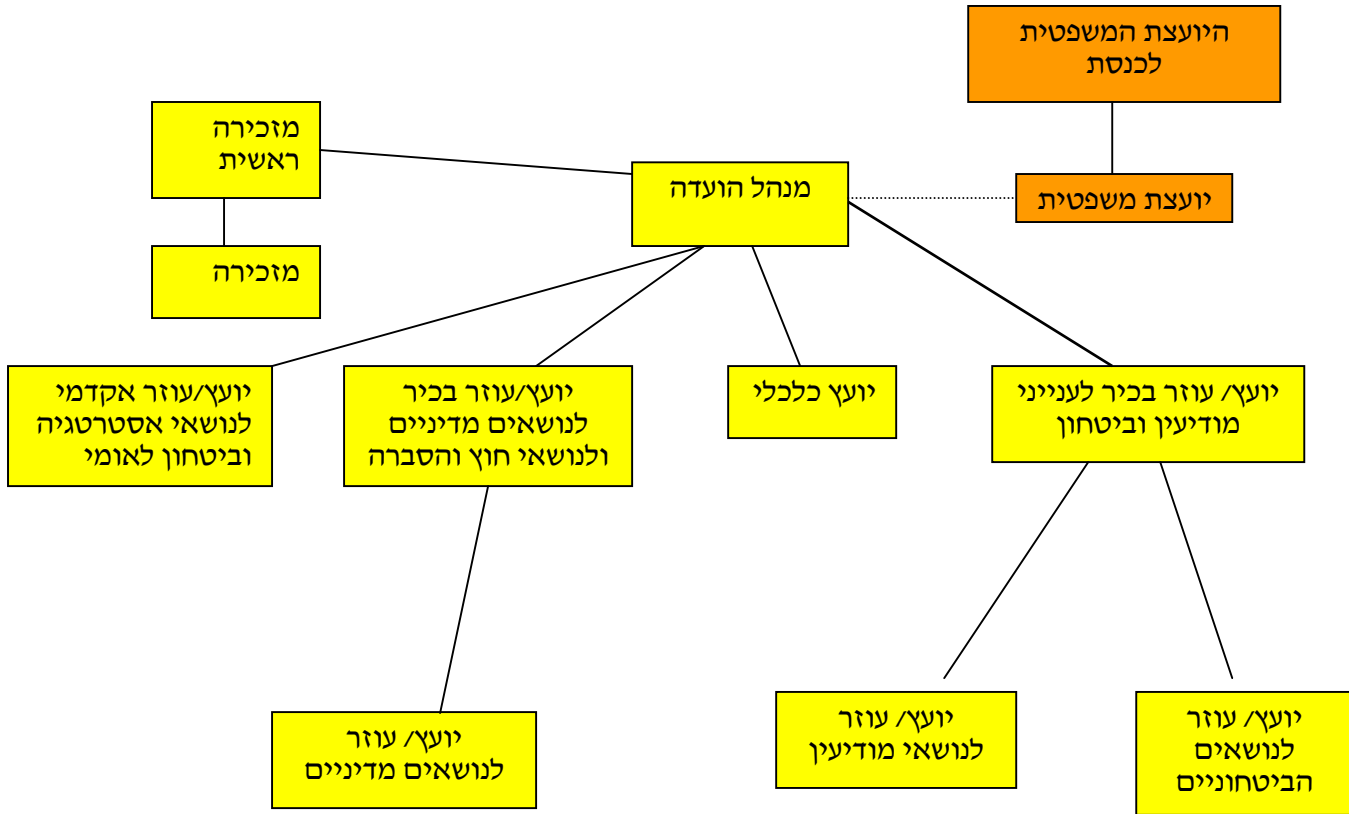 היועצת המשפטית
לכנסת
מזכירה
ראשית
מנהל הועדה
יועצת משפטית
מזכירה
יועץ/ עוזר בכיר לענייני
מודיעין וביטחון
יועץ כלכלי
יועץ/עוזר בכיר
לנושאים מדיניים
ולנושאי חוץ והסברה
יועץ/עוזר אקדמי
לנושאי אסטרטגיה
וביטחון לאומי
יועץ/ עוזר
לנושאים
הביטחוניים
יועץ/ עוזר
לנושאי מודיעין
יועץ/ עוזר
לנושאים מדיניים